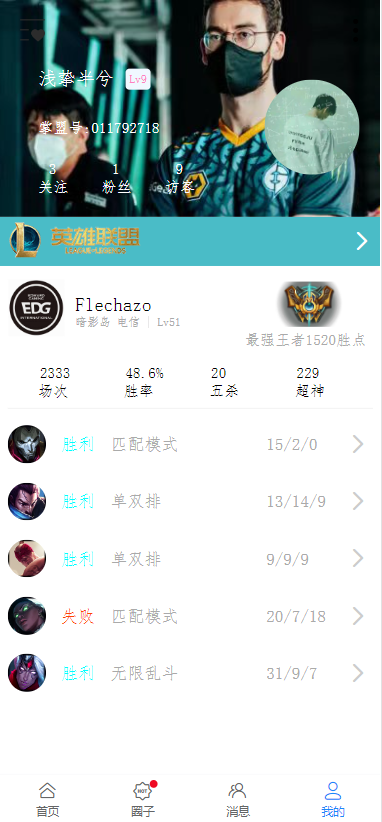 浅挚半兮 Lv9
掌盟号:011792718
3 1 9
关注 粉丝 访客
英雄联盟
EDG
INTERNATIONAL
Flechazo
暗影岛 电信 | Lv51
最强王者1520胜点
2333 48.6% 20 229
场次 胜率 五杀 超神
胜利 匹配模式 15/2/0
胜利 单双排 13/14/9
胜利 单双排 9/9/9
失败 匹配模式 20/7/18
胜利 无限乱斗 31/9/7
HOT
首页 圈子 消息 我的